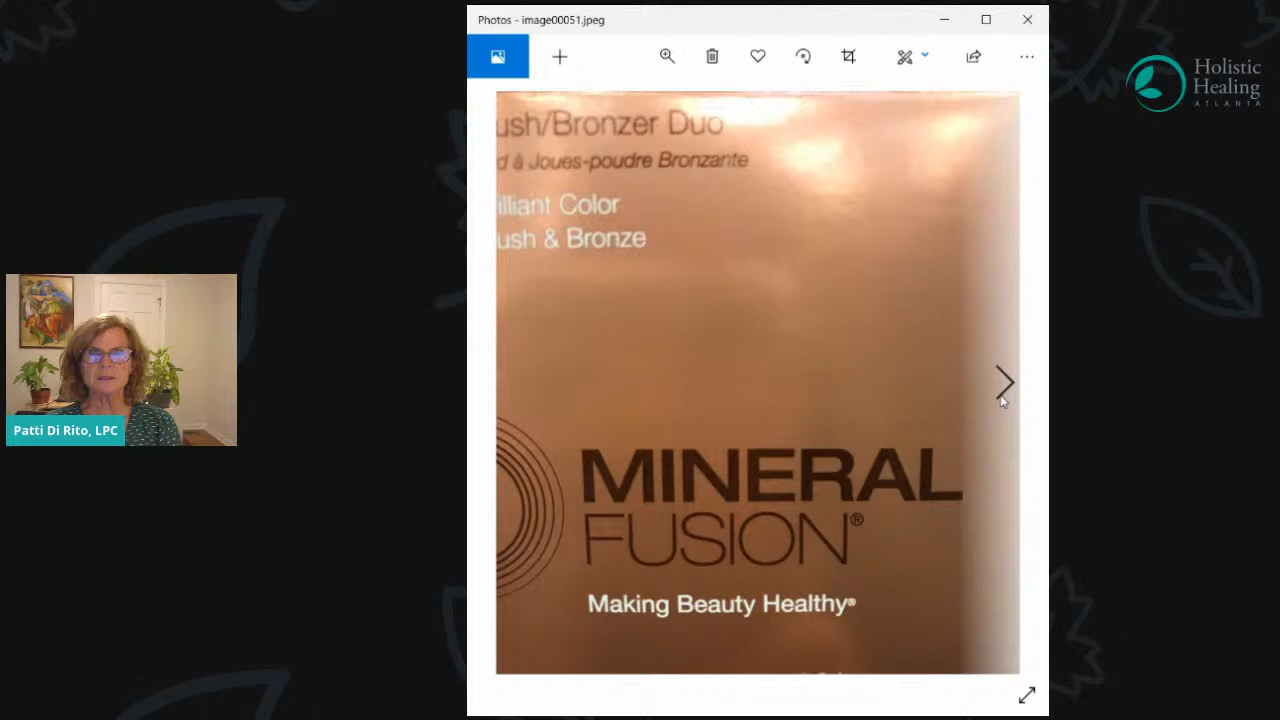 Photos - image00051.jpeg
Holistic
Healing
ATLANTA
ush/Bronzer Duo
d à Joues-poudre Bronzante
illiant Color
ush & Bronze
MINERAL
FUSION®
Making Beauty Healthy®
Patti Di Rito, LPC